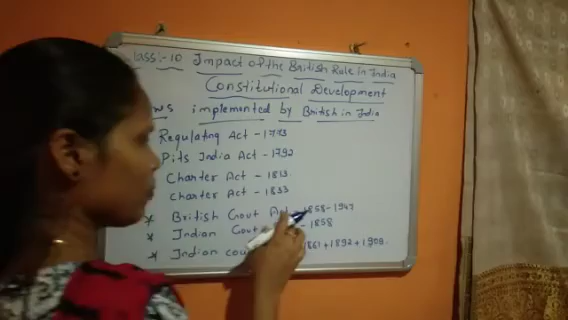 lass:- 10 Impact of the British Rule in India
Constitutional Development
ws implemented by British in India
Regulating Act - 1773
Pits India Act - 1792
Charter Act - 1813
Charter Act - 1833
* British Govt Act 1858 - 1947
* Indian Govt - 1858
* Indian cou 1861 + 1892 + 1909.